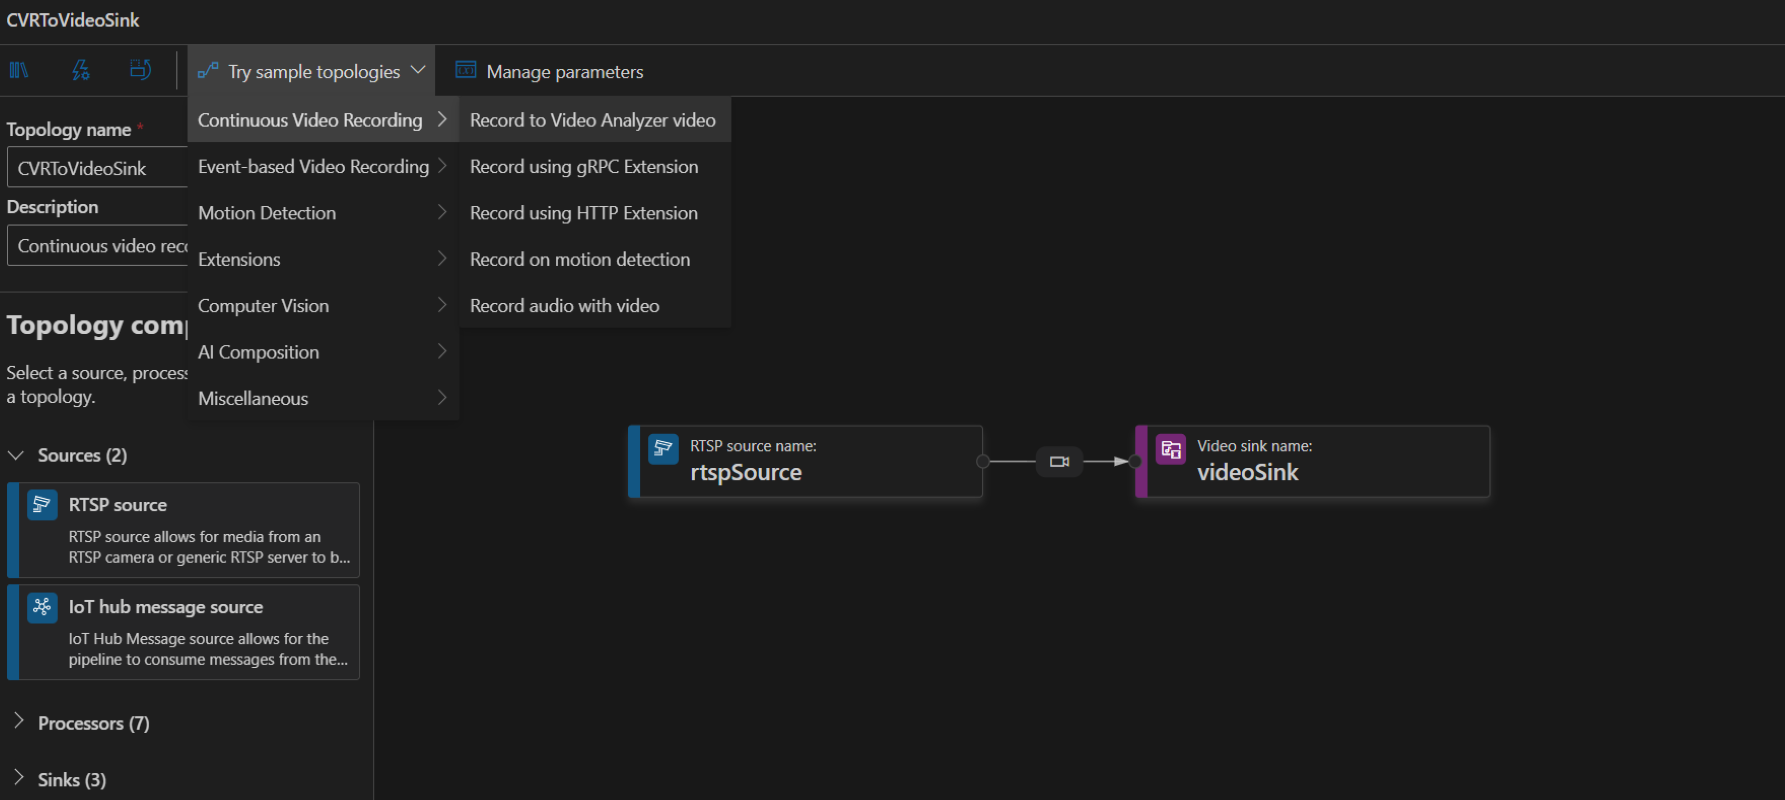 CVRToVideoSink
Try sample topologies
Manage parameters
Topology name *
CVRToVideoSink
Description
Continuous video reco
Continuous Video Recording
Event-based Video Recording
Motion Detection
Extensions
Computer Vision
AI Composition
Miscellaneous
Record to Video Analyzer video
Record using gRPC Extension
Record using HTTP Extension
Record on motion detection
Record audio with video
Topology comp
Select a source, process
a topology.
Sources (2)
RTSP source
RTSP source allows for media from an
RTSP camera or generic RTSP server to b...
IoT hub message source
IoT Hub Message source allows for the
pipeline to consume messages from the...
Processors (7)
Sinks (3)
RTSP source name:
rtspSource
Video sink name:
videoSink